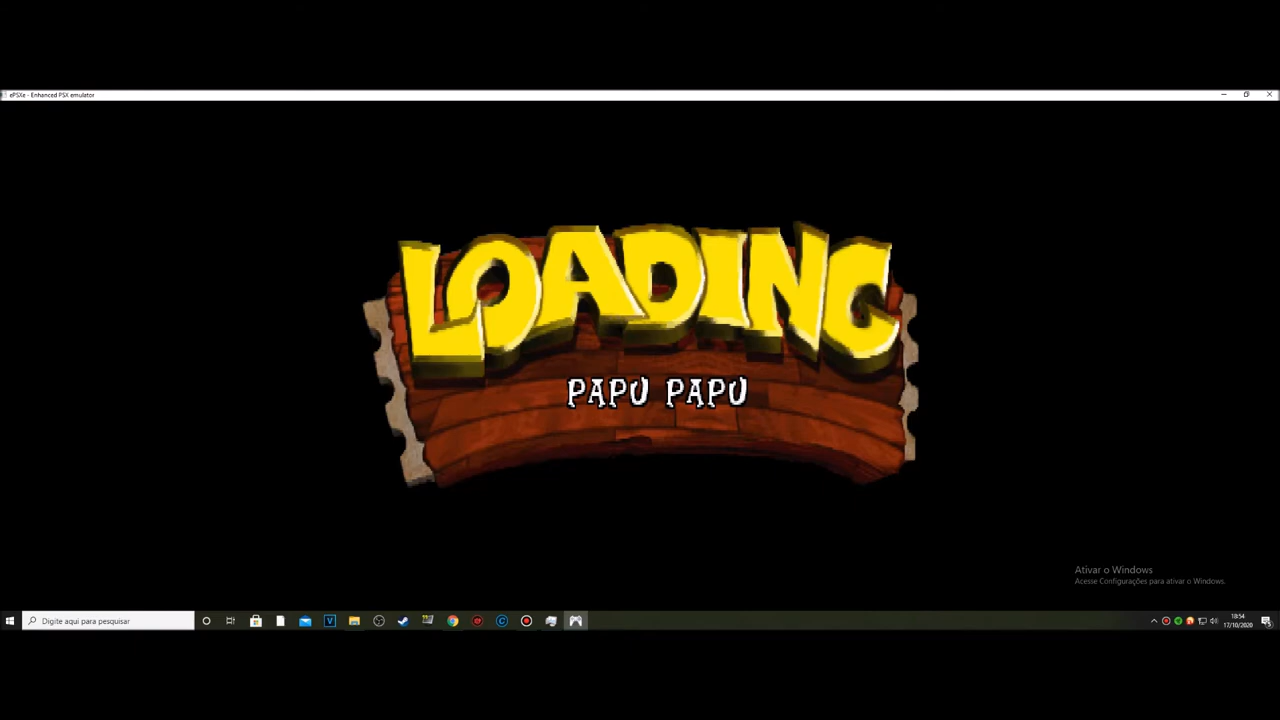 ePSXe - Enhanced PSX emulator
LOADING
PAPU PAPU
Ativar o Windows
Acesse Configurações para ativar o Windows.
Digite aqui para pesquisar
18:54
17/10/2020